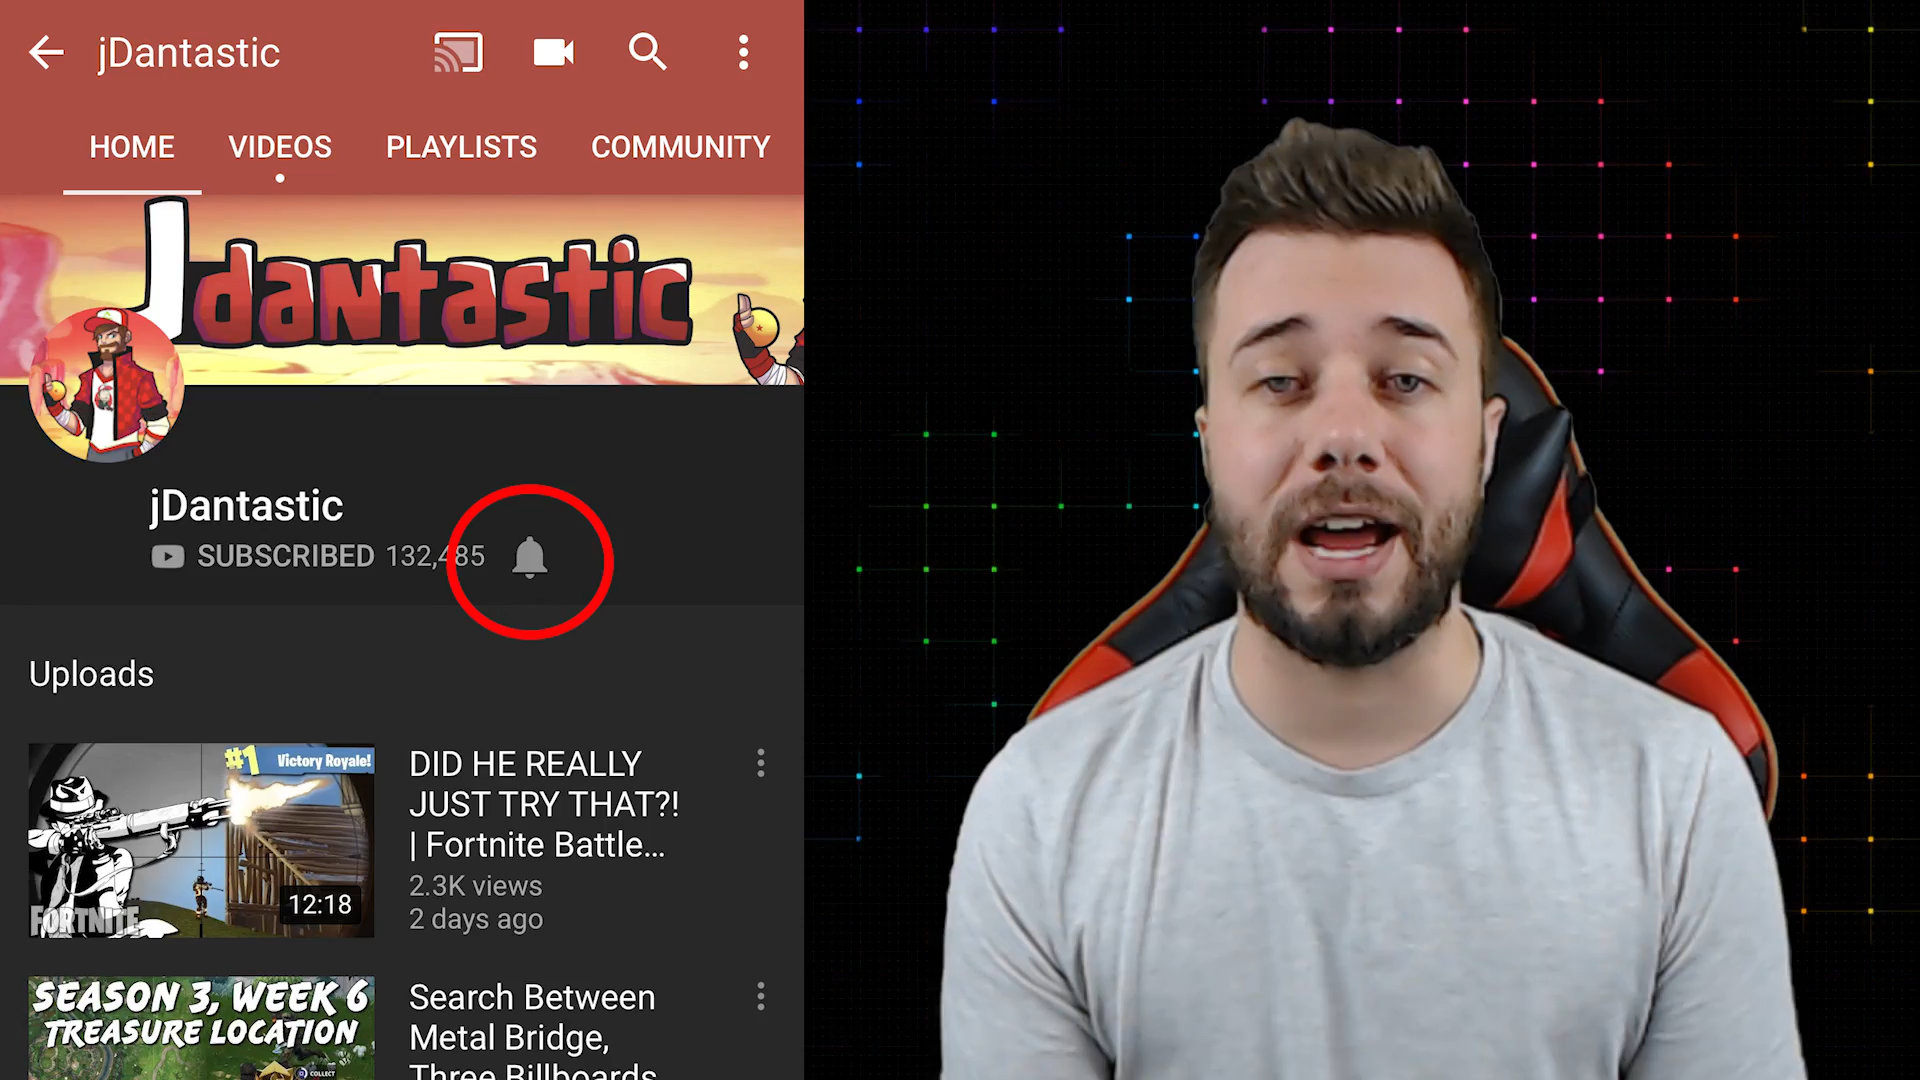 jDantastic
HOME VIDEOS PLAYLISTS COMMUNITY
Jdantastic
jDantastic
SUBSCRIBED 132,485
Uploads
#1 Victory Royale!
FORTNITE
12:18
DID HE REALLY
JUST TRY THAT?!
| Fortnite Battle...
2.3K views
2 days ago
SEASON 3, WEEK 6
TREASURE LOCATION
COLLECT
Search Between
Metal Bridge,
Three Billboards